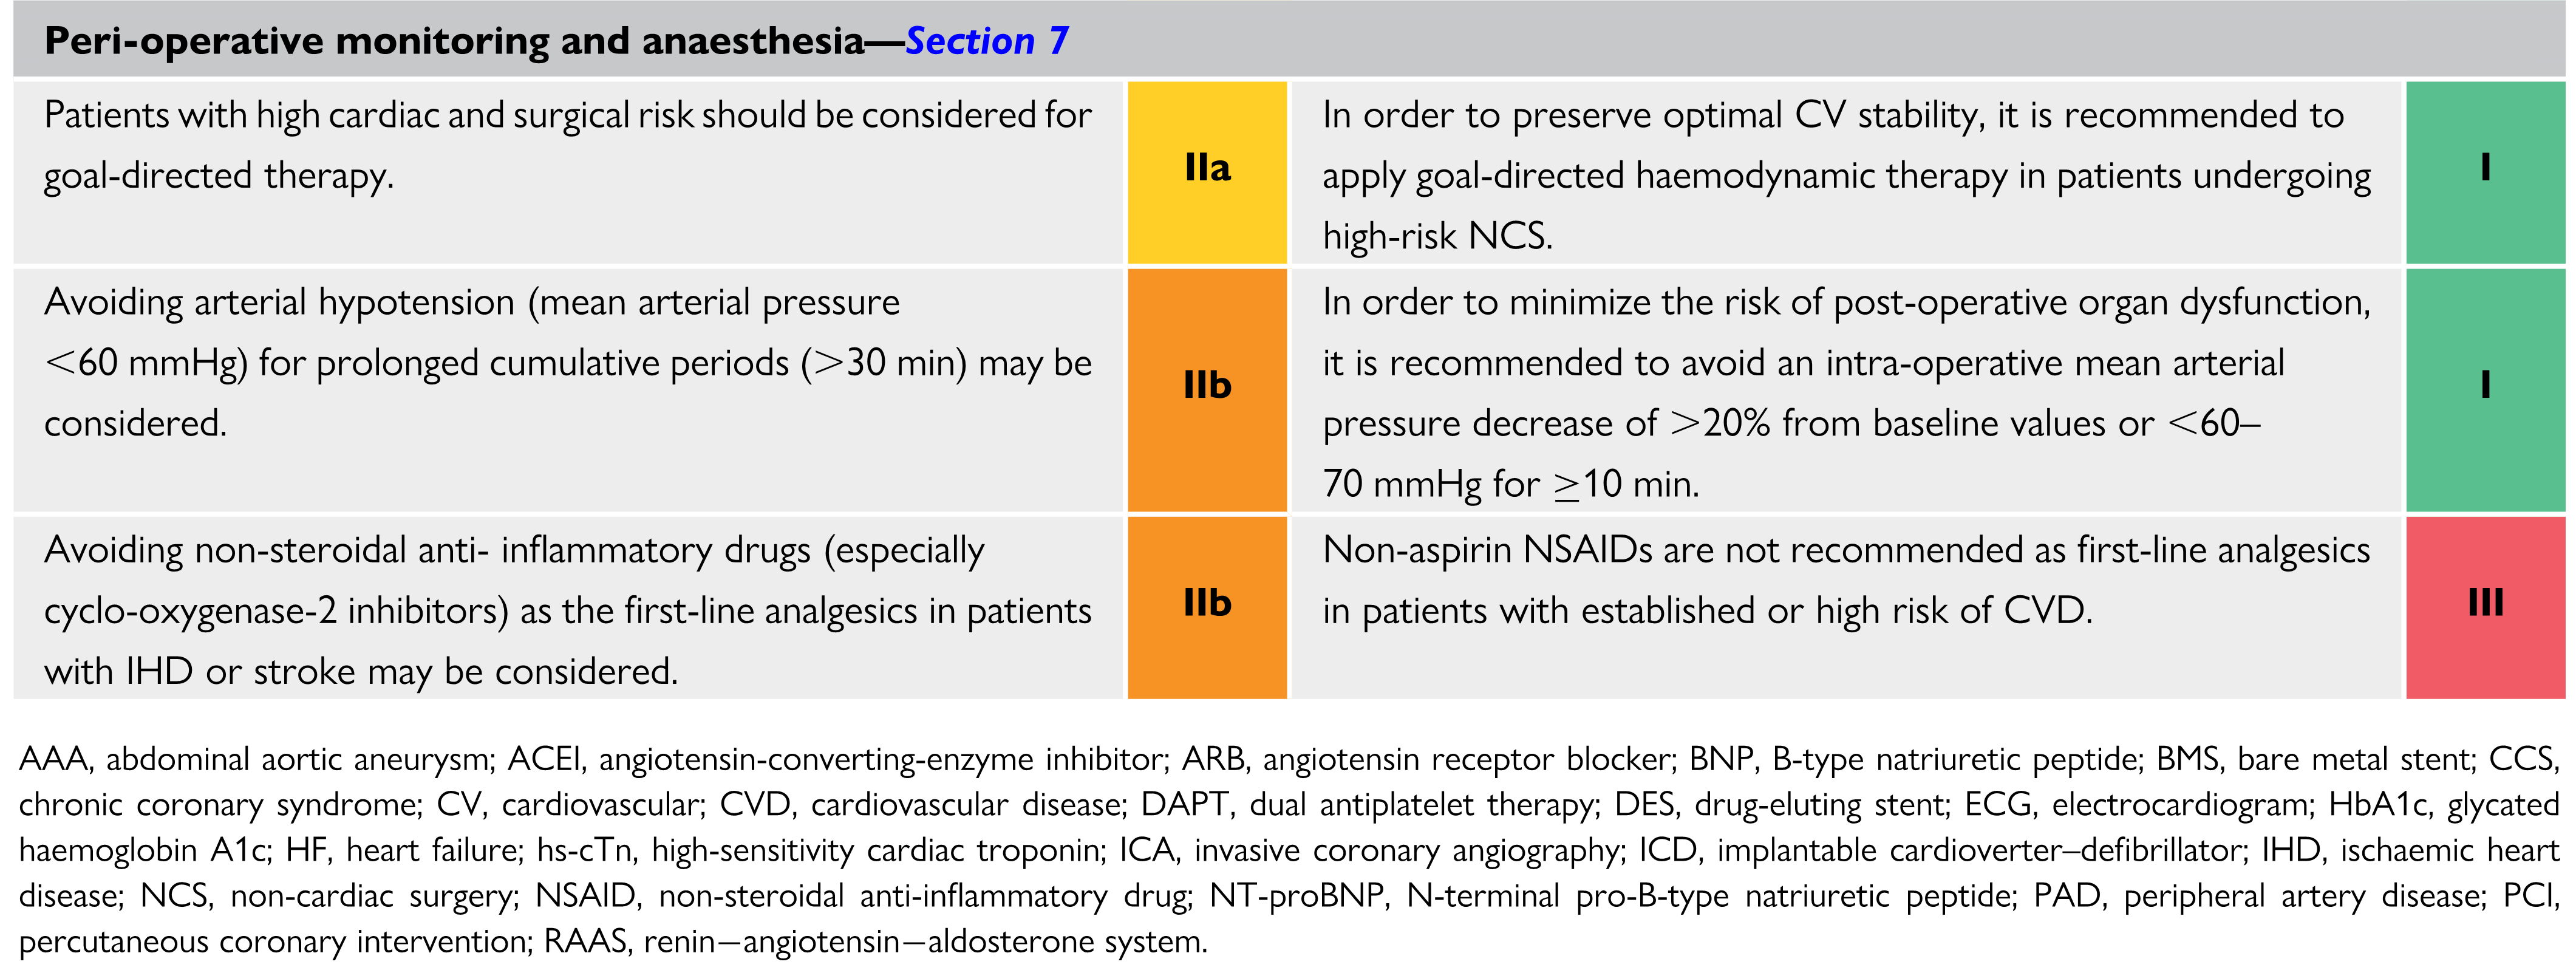 Peri-operative monitoring and anaesthesia—Section 7
Patients with high cardiac and surgical risk should be considered for
goal-directed therapy.
IIa
In order to preserve optimal CV stability, it is recommended to
apply goal-directed haemodynamic therapy in patients undergoing
high-risk NCS.
I
Avoiding arterial hypotension (mean arterial pressure
<60 mmHg) for prolonged cumulative periods (>30 min) may be
considered.
IIb
In order to minimize the risk of post-operative organ dysfunction,
it is recommended to avoid an intra-operative mean arterial
pressure decrease of >20% from baseline values or <60–
70 mmHg for ≥10 min.
I
Avoiding non-steroidal anti- inflammatory drugs (especially
cyclo-oxygenase-2 inhibitors) as the first-line analgesics in patients
with IHD or stroke may be considered.
IIb
Non-aspirin NSAIDs are not recommended as first-line analgesics
in patients with established or high risk of CVD.
III
AAA, abdominal aortic aneurysm; ACEI, angiotensin-converting-enzyme inhibitor; ARB, angiotensin receptor blocker; BNP, B-type natriuretic peptide; BMS, bare metal stent; CCS,
chronic coronary syndrome; CV, cardiovascular; CVD, cardiovascular disease; DAPT, dual antiplatelet therapy; DES, drug-eluting stent; ECG, electrocardiogram; HbA1c, glycated
haemoglobin A1c; HF, heart failure; hs-cTn, high-sensitivity cardiac troponin; ICA, invasive coronary angiography; ICD, implantable cardioverter–defibrillator; IHD, ischaemic heart
disease; NCS, non-cardiac surgery; NSAID, non-steroidal anti-inflammatory drug; NT-proBNP, N-terminal pro-B-type natriuretic peptide; PAD, peripheral artery disease; PCI,
percutaneous coronary intervention; RAAS, renin−angiotensin−aldosterone system.